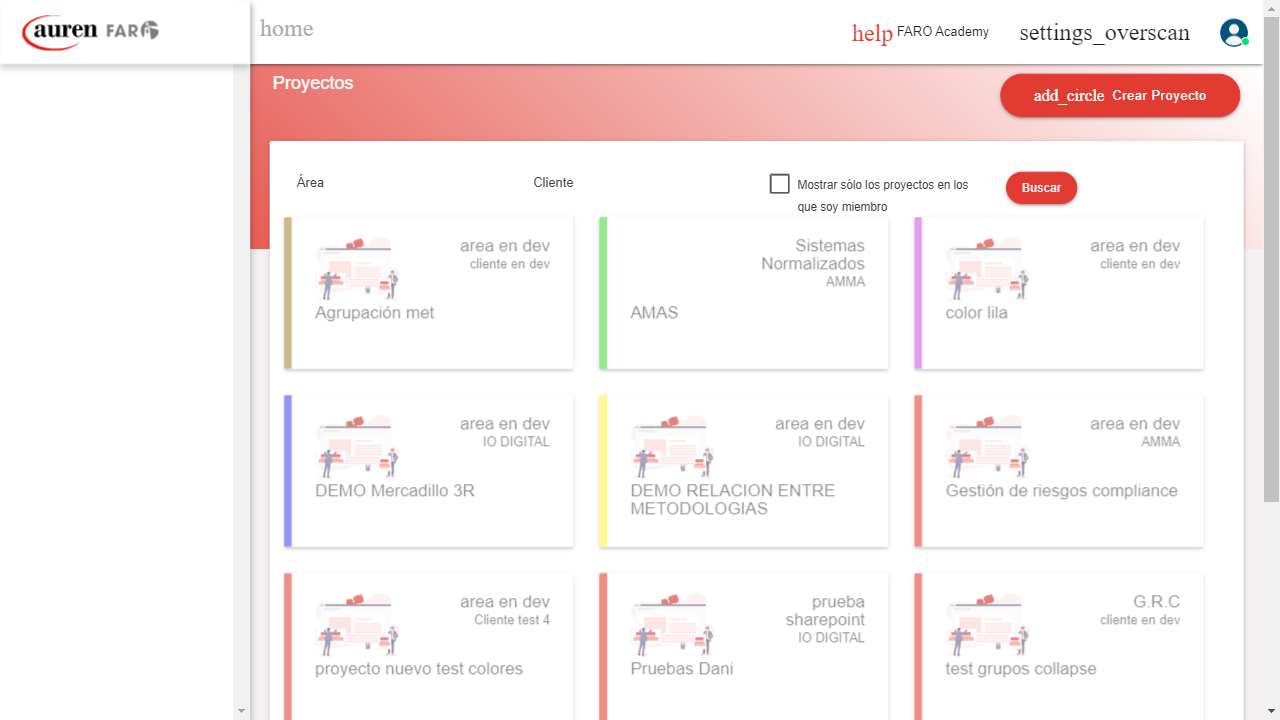 auren FARO
home
help FARO Academy
settings_overscan
Proyectos
add_circle Crear Proyecto
Área
Cliente
Mostrar sólo los proyectos en los
que soy miembro
Buscar
area en dev
cliente en dev
Agrupación met
Sistemas
Normalizados
AMMA
AMAS
area en dev
cliente en dev
color lila
area en dev
IO DIGITAL
DEMO Mercadillo 3R
area en dev
IO DIGITAL
DEMO RELACION ENTRE
METODOLOGIAS
area en dev
AMMA
Gestión de riesgos compliance
area en dev
Cliente test 4
proyecto nuevo test colores
prueba
sharepoint
IO DIGITAL
Pruebas Dani
G.R.C
cliente en dev
test grupos collapse